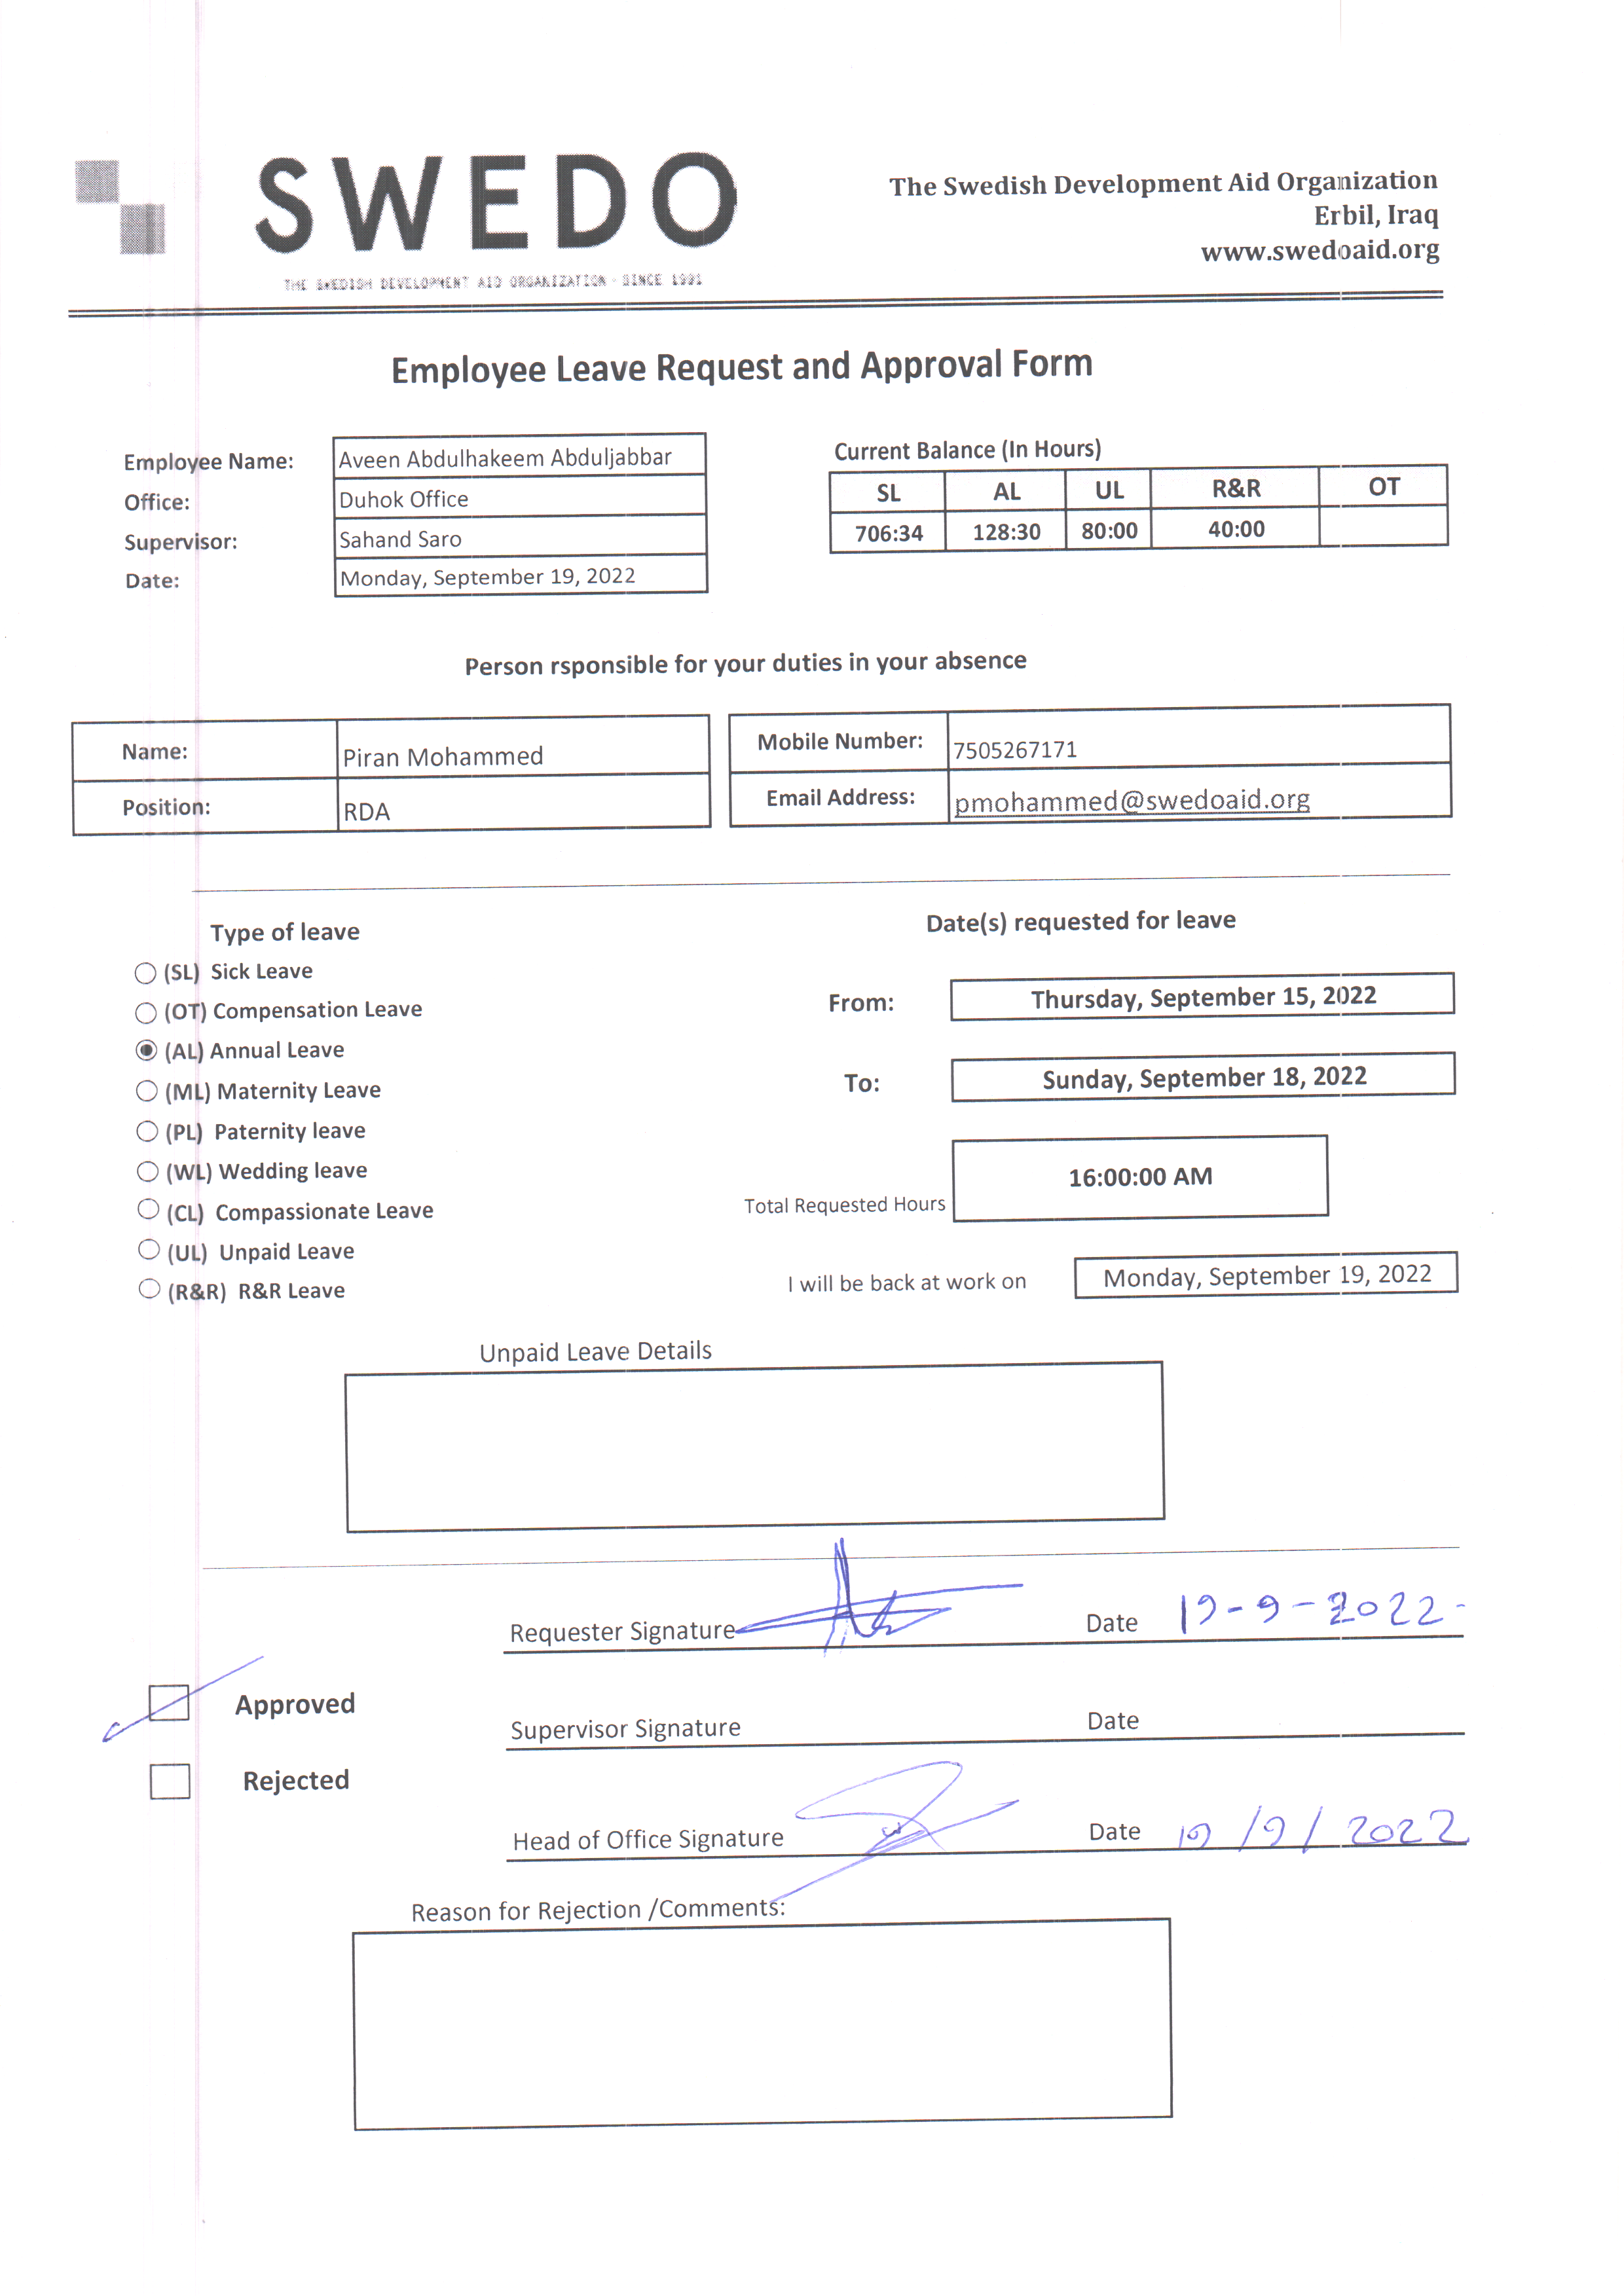 SWEDO
THE SWEDISH DEVELOPMENT AID ORGANIZATION - SINCE 1991
The Swedish Development Aid Organization
Erbil, Iraq
www.swedoaid.org
Employee Leave Request and Approval Form
Employee Name: Aveen Abdulhakeem Abduljabbar
Office: Duhok Office
Supervisor: Sahand Saro
Date: Monday, September 19, 2022
Current Balance (In Hours)
SL AL UL R&R OT
706:34 128:30 80:00 40:00
Person rsponsible for your duties in your absence
Name: Piran Mohammed
Position: RDA
Mobile Number: 7505267171
Email Address: pmohammed@swedoaid.org
Type of leave
(SL) Sick Leave
(OT) Compensation Leave
(AL) Annual Leave
(ML) Maternity Leave
(PL) Paternity leave
(WL) Wedding leave
(CL) Compassionate Leave
(UL) Unpaid Leave
(R&R) R&R Leave
Date(s) requested for leave
From: Thursday, September 15, 2022
To: Sunday, September 18, 2022
Total Requested Hours 16:00:00 AM
I will be back at work on Monday, September 19, 2022
Unpaid Leave Details
Requester Signature Date 19-9-2022-
Approved
Supervisor Signature Date
Rejected
Head of Office Signature Date 19/9/2022
Reason for Rejection /Comments: